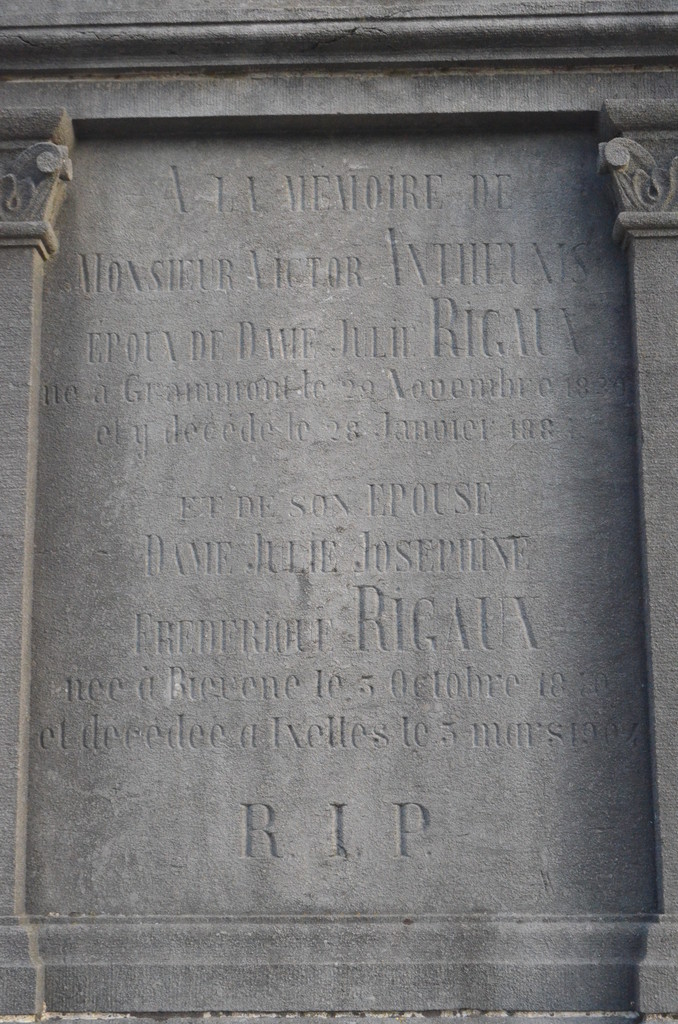 A LA MÉMOIRE DE
MONSIEUR VICTOR ANTHEUNIS
ÉPOUX DE DAME JULIE RIGAUX
né à Grammont le 29 Novembre
et y décédé le 28 Janvier
ET DE SON EPOUSE
DAME JULIE JOSEPHINE
FREDERIQUE RIGAUX
née à Bievene le 3 Octobre
et décédée à Ixelles le 3 mars
R. I. P.